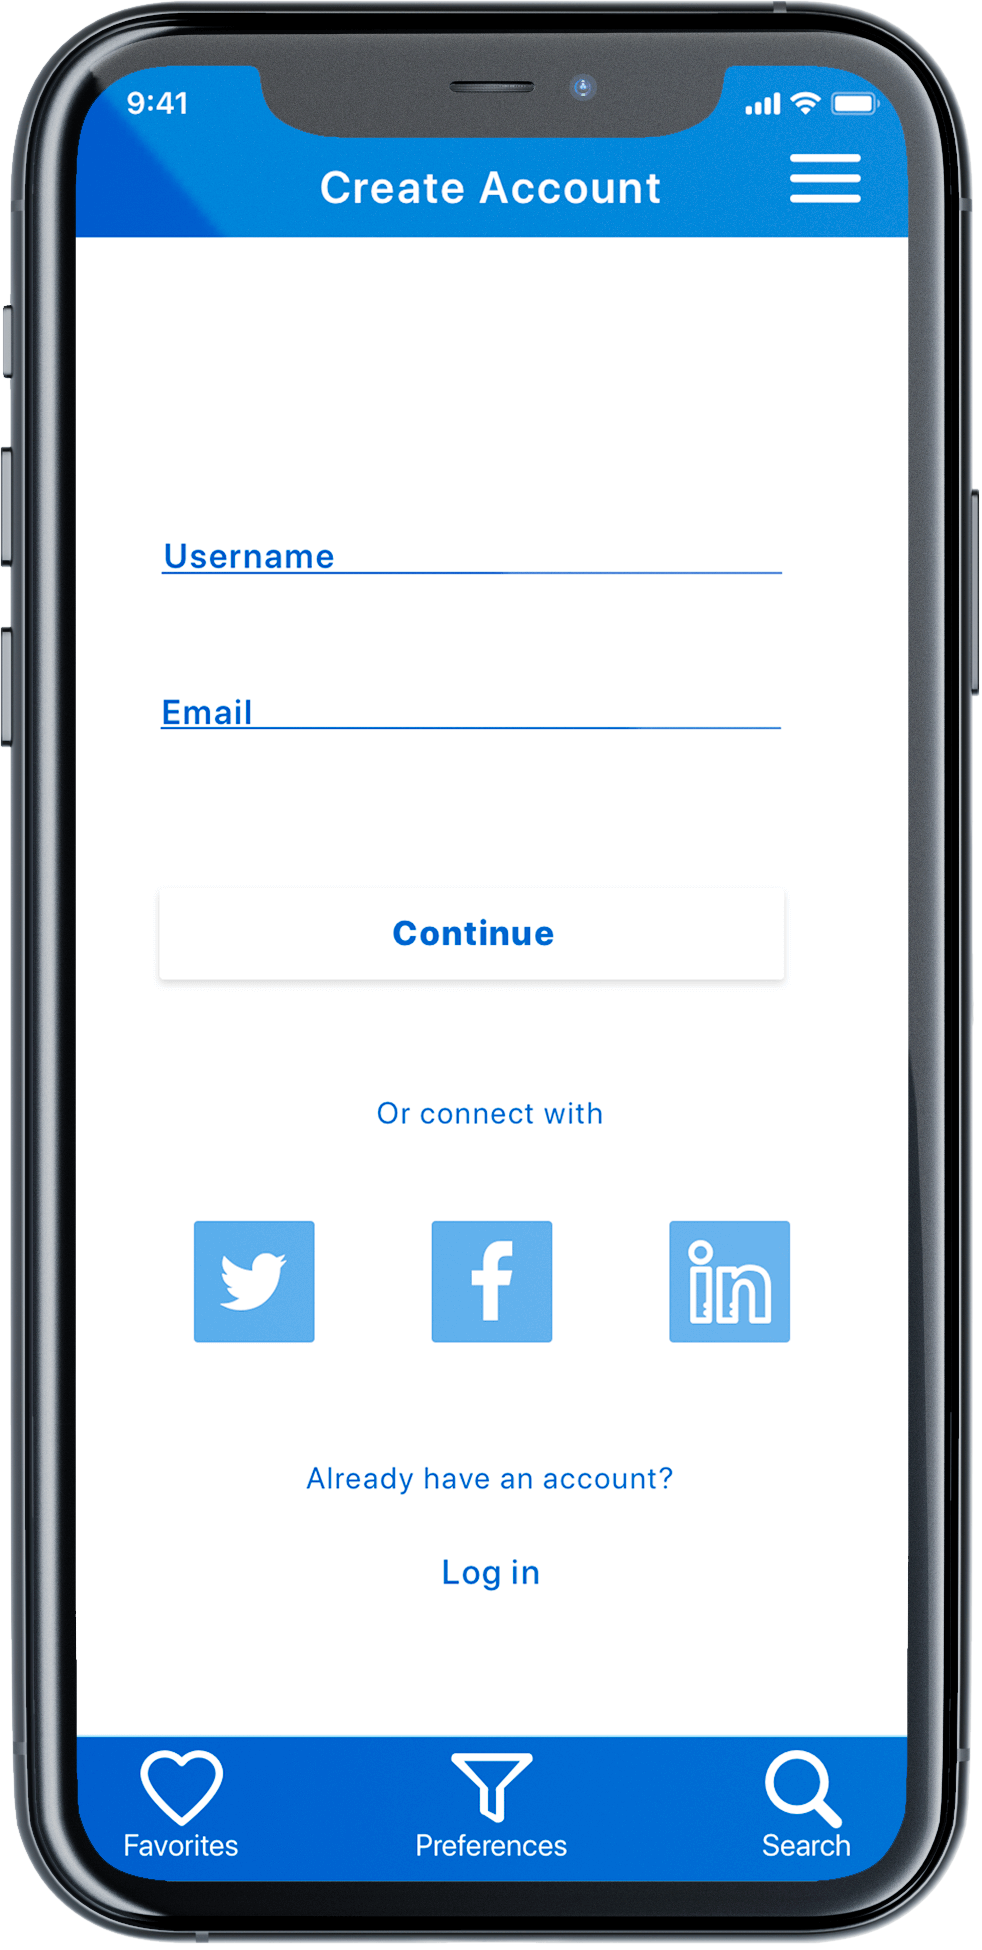 9:41
Create Account
Username
Email
Continue
Or connect with
f
in
Already have an account?
Log in
Favorites
Preferences
Search